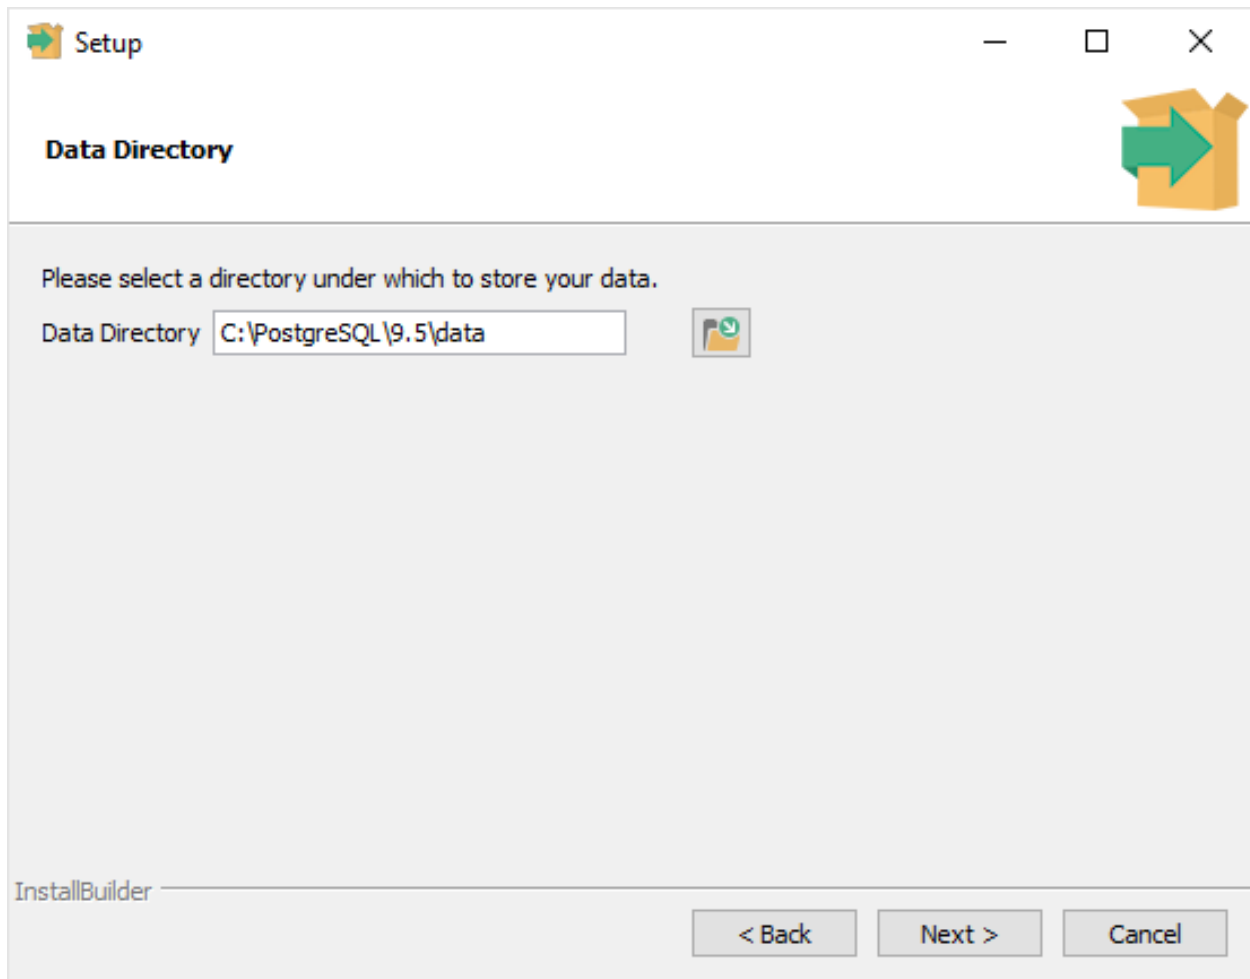 Setup
Data Directory
Please select a directory under which to store your data.
Data Directory C:\PostgreSQL\9.5\data
InstallBuilder
< Back Next > Cancel